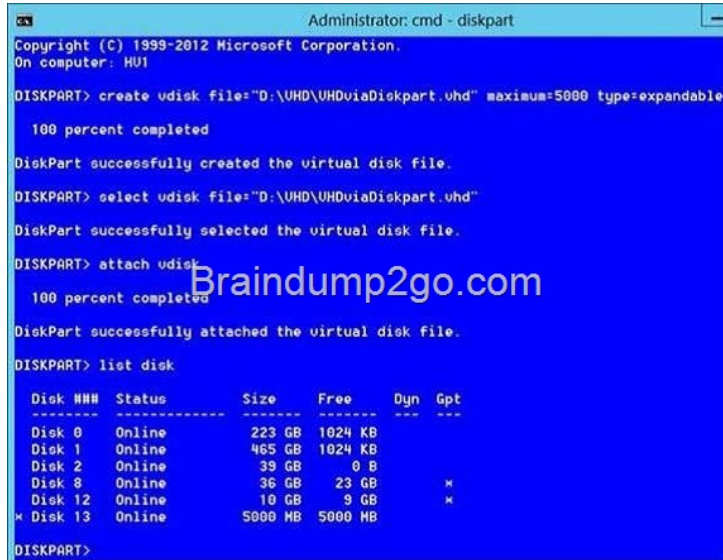 Administrator: cmd - diskpart
Copyright (C) 1999-2012 Microsoft Corporation.
On computer: HV1
DISKPART> create vdisk file="D:\VHD\VHDviaDiskpart.vhd" maximum=5000 type=expandable
100 percent completed
DiskPart successfully created the virtual disk file.
DISKPART> select vdisk file="D:\VHD\VHDviaDiskpart.vhd"
DiskPart successfully selected the virtual disk file.
DISKPART> attach vdisk
Braindump2go.com
100 percent completed
DiskPart successfully attached the virtual disk file.
DISKPART> list disk
Disk ### Status Size Free Dyn Gpt
-------- ------------- ------- ------- --- ---
Disk 0 Online 223 GB 1024 KB
Disk 1 Online 465 GB 1024 KB
Disk 2 Online 39 GB 0 B
Disk 8 Online 36 GB 23 GB *
Disk 12 Online 10 GB 9 GB *
* Disk 13 Online 5000 MB 5000 MB
DISKPART>